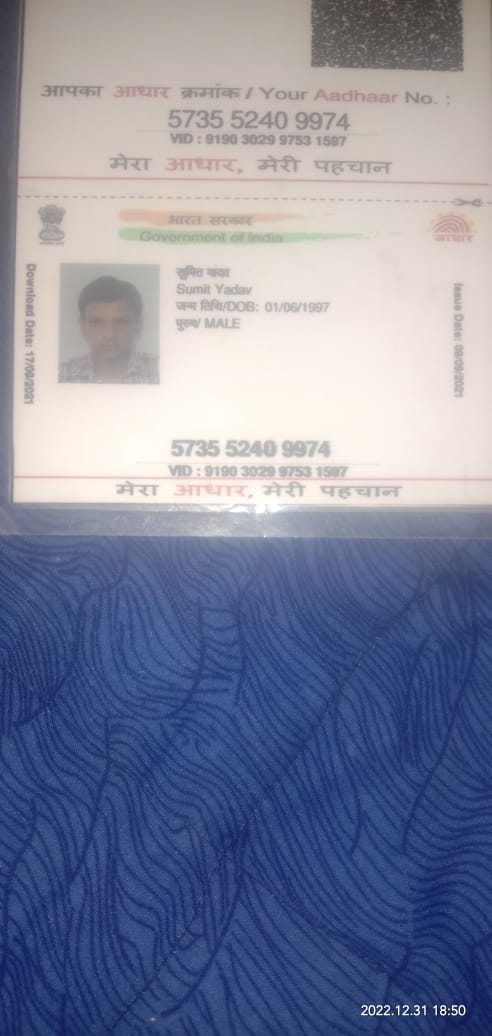 आपका आधार क्रमांक / Your Aadhaar No. :
5735 5240 9974
VID : 9190 3029 9753 1597
मेरा आधार, मेरी पहचान
भारत सरकार
Government of India
आधार
Download Date: 17/09/2021
सुमित यादव
Sumit Yadav
जन्म तिथि/DOB: 01/06/1997
पुरुष/ MALE
Issue Date: 09/09/2021
5735 5240 9974
VID : 9190 3029 9753 1597
मेरा आधार, मेरी पहचान
2022.12.31 18:50